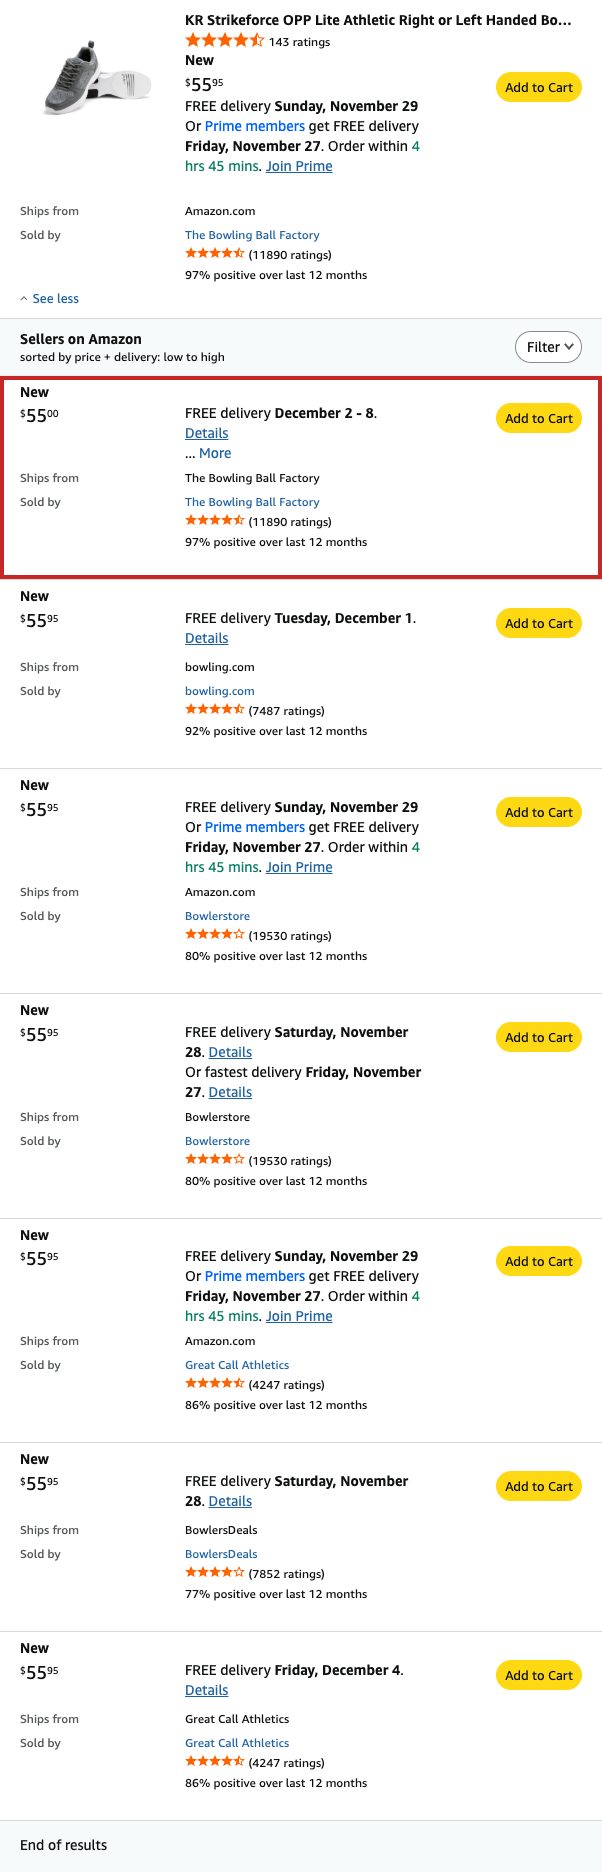 KR Strikeforce OPP Lite Athletic Right or Left Handed Bo...
143 ratings
New
$55.95
Add to Cart
FREE delivery Sunday, November 29
Or Prime members get FREE delivery
Friday, November 27. Order within 4
hrs 45 mins. Join Prime
Ships from Amazon.com
Sold by The Bowling Ball Factory
(11890 ratings)
97% positive over last 12 months
See less
Sellers on Amazon
sorted by price + delivery: low to high
Filter
New
$55.00
FREE delivery December 2 - 8.
Add to Cart
Details
... More
Ships from The Bowling Ball Factory
Sold by The Bowling Ball Factory
(11890 ratings)
97% positive over last 12 months
New
$55.95
FREE delivery Tuesday, December 1.
Add to Cart
Details
Ships from bowling.com
Sold by bowling.com
(7487 ratings)
92% positive over last 12 months
New
$55.95
FREE delivery Sunday, November 29
Add to Cart
Or Prime members get FREE delivery
Friday, November 27. Order within 4
hrs 45 mins. Join Prime
Ships from Amazon.com
Sold by Bowlerstore
(19530 ratings)
80% positive over last 12 months
New
$55.95
FREE delivery Saturday, November
Add to Cart
28. Details
Or fastest delivery Friday, November
27. Details
Ships from Bowlerstore
Sold by Bowlerstore
(19530 ratings)
80% positive over last 12 months
New
$55.95
FREE delivery Sunday, November 29
Add to Cart
Or Prime members get FREE delivery
Friday, November 27. Order within 4
hrs 45 mins. Join Prime
Ships from Amazon.com
Sold by Great Call Athletics
(4247 ratings)
86% positive over last 12 months
New
$55.95
FREE delivery Saturday, November
Add to Cart
28. Details
Ships from BowlersDeals
Sold by BowlersDeals
(7852 ratings)
77% positive over last 12 months
New
$55.95
FREE delivery Friday, December 4.
Add to Cart
Details
Ships from Great Call Athletics
Sold by Great Call Athletics
(4247 ratings)
86% positive over last 12 months
End of results